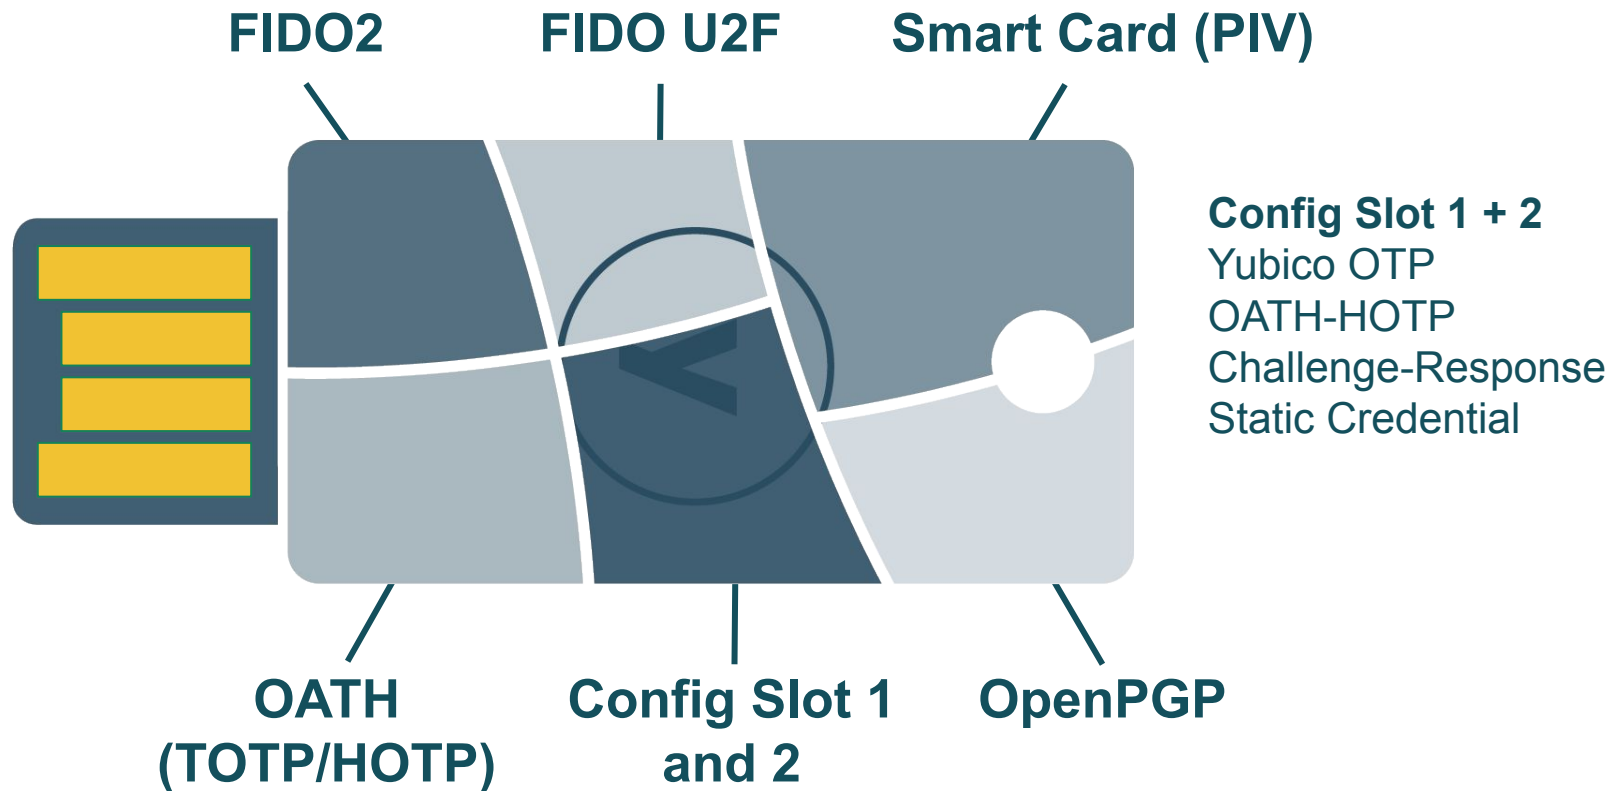 FIDO2
FIDO U2F
Smart Card (PIV)
Config Slot 1 + 2
Yubico OTP
OATH-HOTP
Challenge-Response
Static Credential
y
OATH
(TOTP/HOTP)
Config Slot 1
and 2
OpenPGP